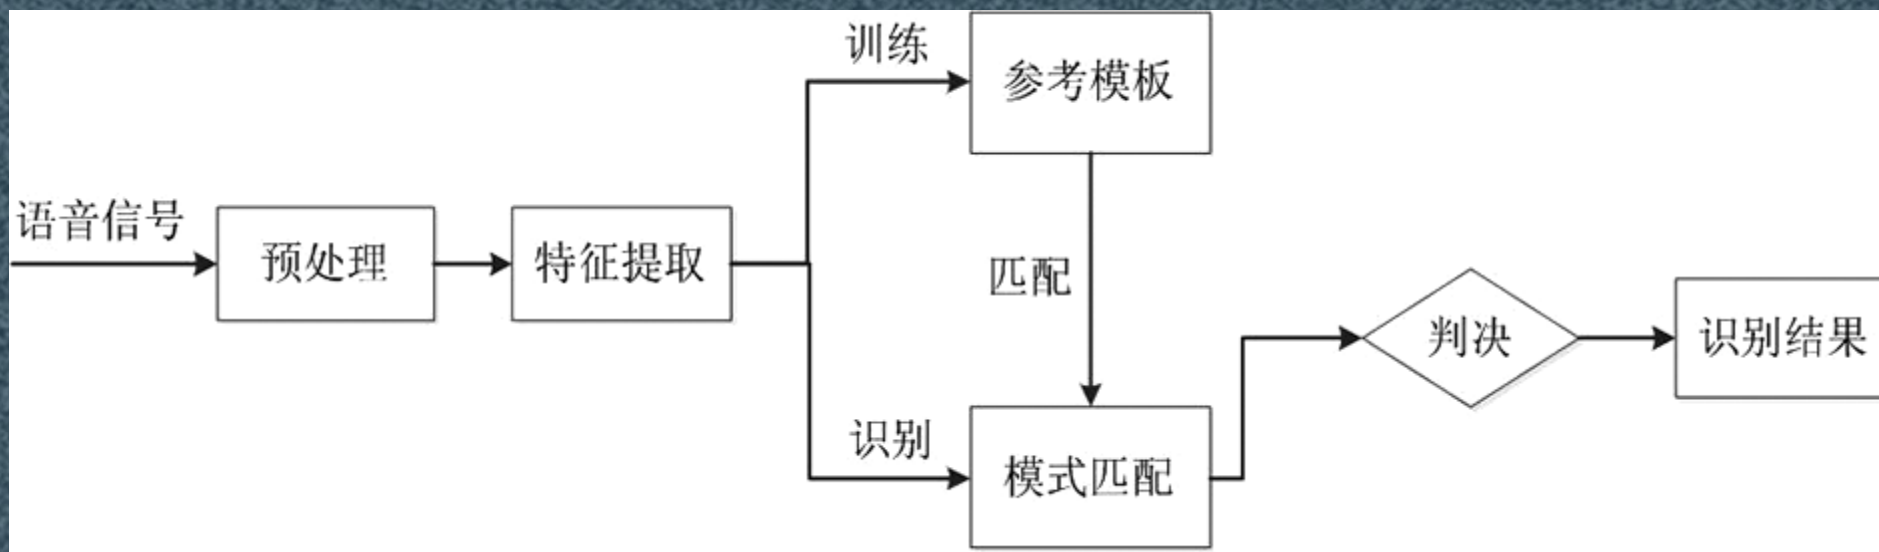 训练
参考模板
语音信号
预处理
特征提取
匹配
判决
识别结果
识别
模式匹配